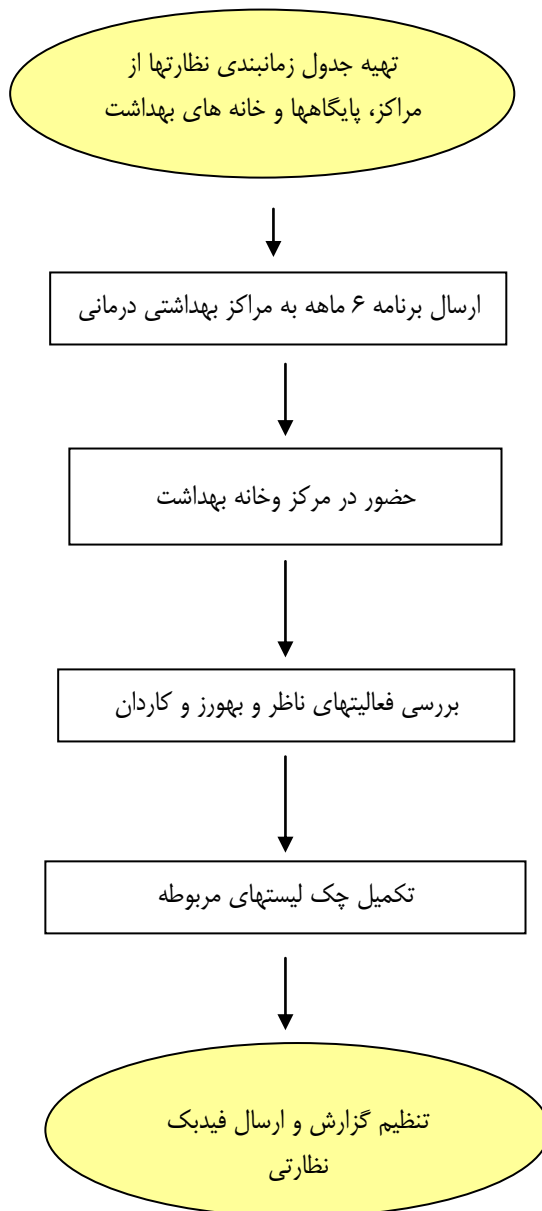 تهیه جدول زمانبندی نظارتها از
مراکز، پایگاهها و خانه های بهداشت
ارسال برنامه ۶ ماهه به مراکز بهداشتی درمانی
حضور در مرکز وخانه بهداشت
بررسی فعالیتهای ناظر و بهورز و کاردان
تکمیل چک لیستهای مربوطه
تنظیم گزارش و ارسال فیدبک
نظارتی